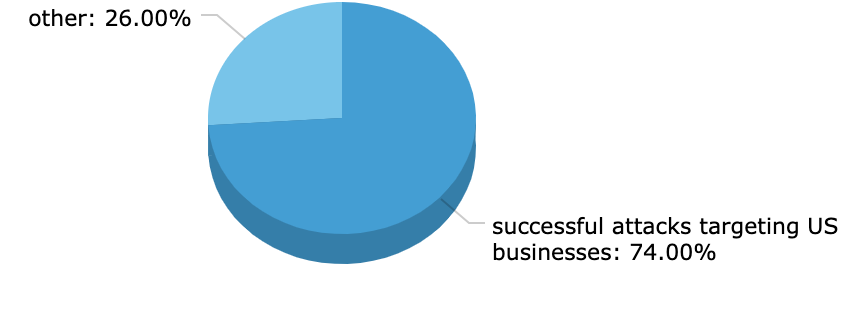 other: 26.00%
successful attacks targeting US
businesses: 74.00%